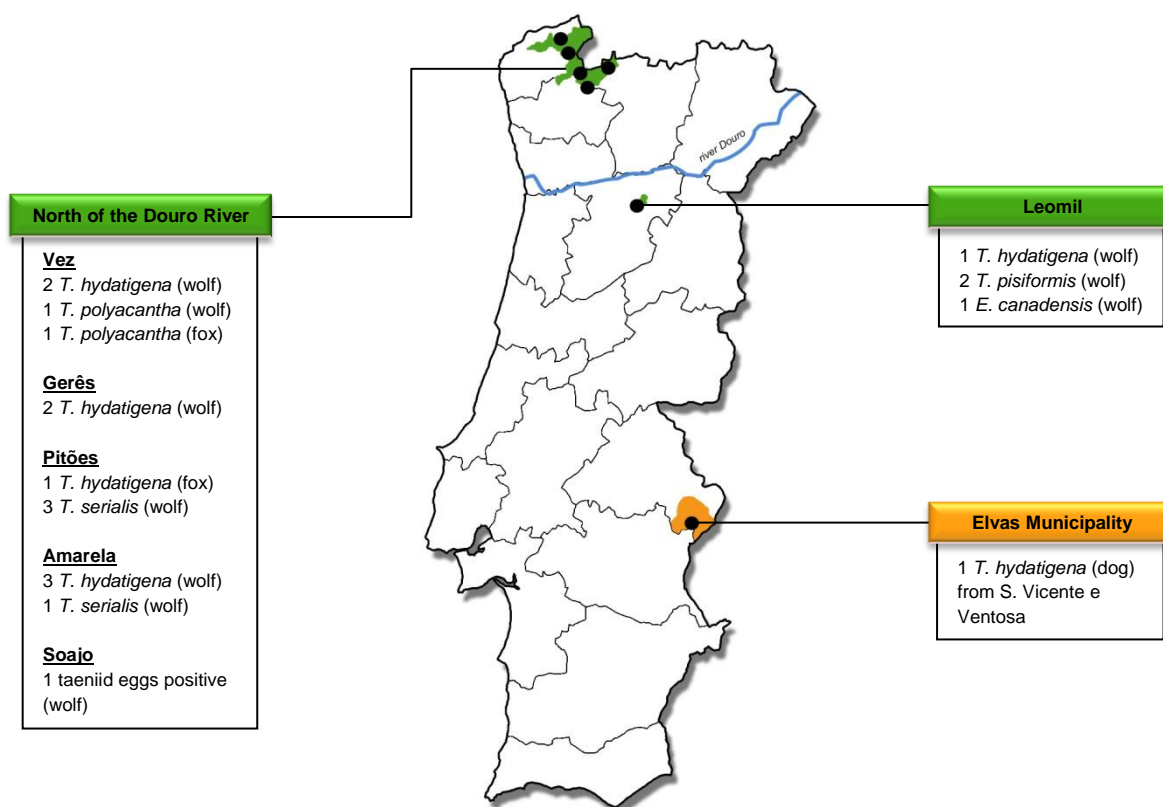 river Douro
North of the Douro River
Vez
2 T. hydatigena (wolf)
1 T. polyacantha (wolf)
1 T. polyacantha (fox)
Gerês
2 T. hydatigena (wolf)
Pitões
1 T. hydatigena (fox)
3 T. serialis (wolf)
Amarela
3 T. hydatigena (wolf)
1 T. serialis (wolf)
Soajo
1 taeniid eggs positive
(wolf)
Leomil
1 T. hydatigena (wolf)
2 T. pisiformis (wolf)
1 E. canadensis (wolf)
Elvas Municipality
1 T. hydatigena (dog)
from S. Vicente e
Ventosa